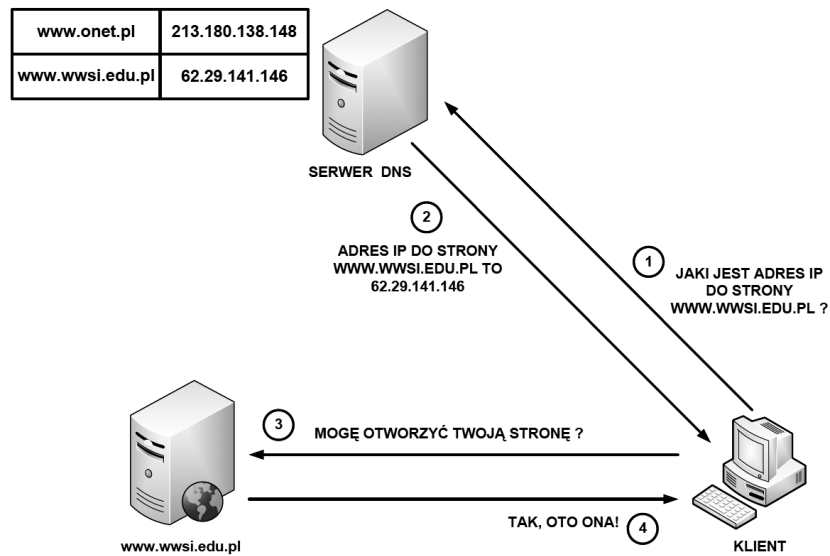 www.onet.pl 213.180.138.148
www.wwsi.edu.pl 62.29.141.146
SERWER DNS
2
ADRES IP DO STRONY
WWW.WWSI.EDU.PL TO
62.29.141.146
1
JAKI JEST ADRES IP
DO STRONY
WWW.WWSI.EDU.PL ?
3
MOGĘ OTWORZYĆ TWOJĄ STRONĘ ?
TAK, OTO ONA!
4
www.wwsi.edu.pl
KLIENT